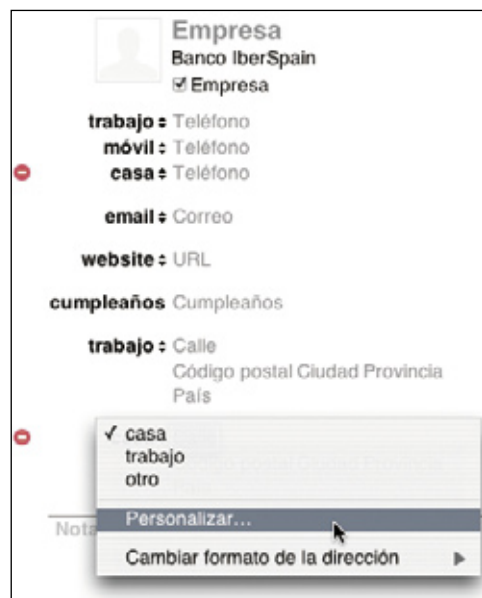 Empresa
Banco IberSpain
Empresa
trabajo Teléfono
móvil Teléfono
casa Teléfono
email Correo
website URL
cumpleaños Cumpleaños
trabajo Calle
Código postal Ciudad Provincia
País
✓ casa
trabajo
otro
Nota
Personalizar...
Cambiar formato de la dirección